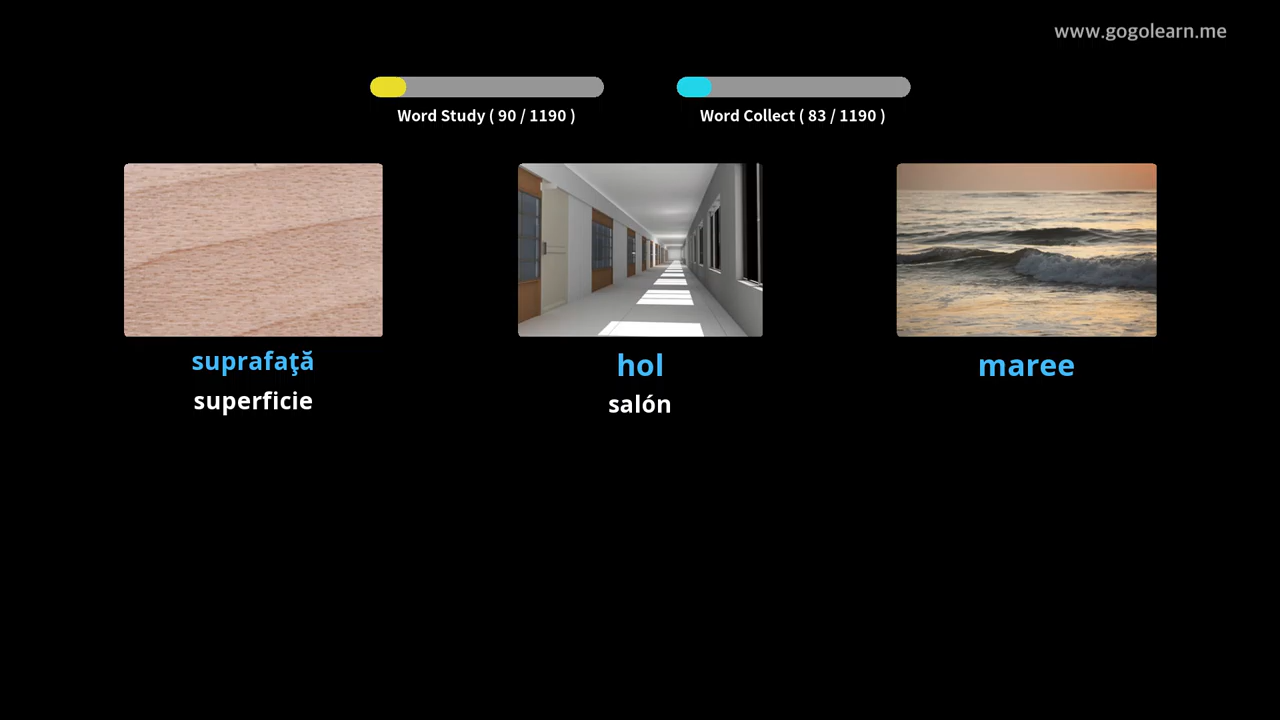 www.gogolearn.me
Word Study ( 90 / 1190 )
Word Collect ( 83 / 1190 )
suprafaţă
hol
maree
superficie
salón